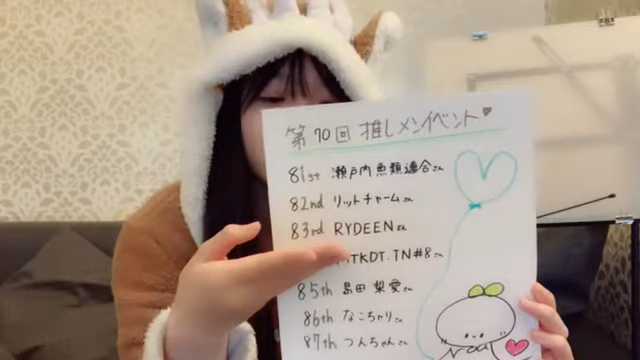 第70回 推しメンイベント♥
81st 瀬戸内魚類連合さん
82nd リットチャームさん
83rd RYDEENさん
TKDT.TN#8さん
85th 島田 梨愛さん
86th なこちゃりさん
87th つんちゃんさん